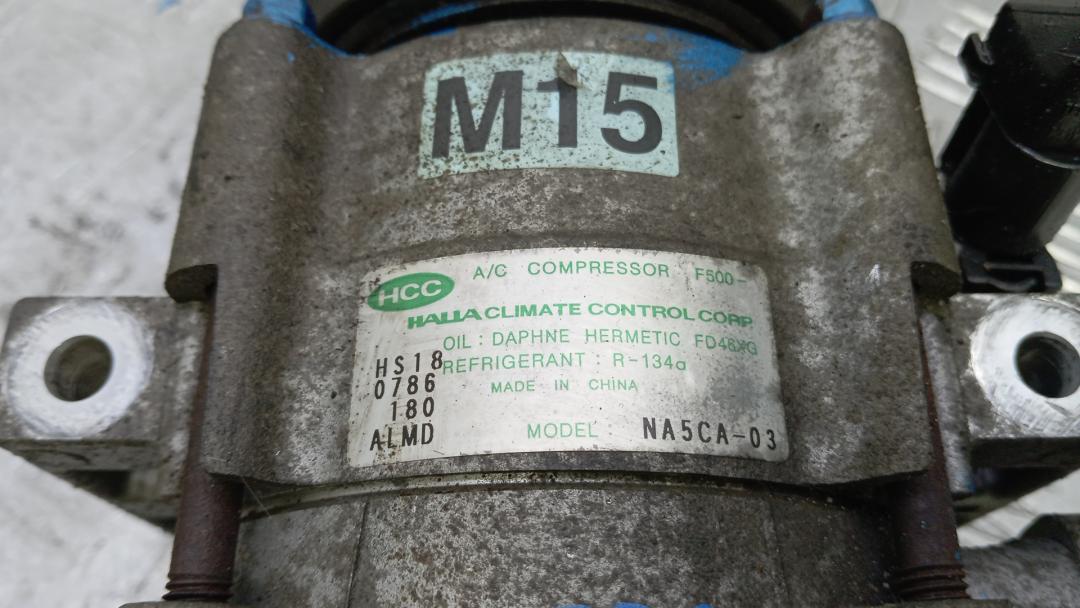 M15
HCC
A/C COMPRESSOR F500-
HALLA CLIMATE CONTROL CORP
OIL : DAPHNE HERMETIC
REFRIGERANT : R-134a
MADE IN CHINA
HS18
0786
180
ALMD
MODEL : NA5CA-03